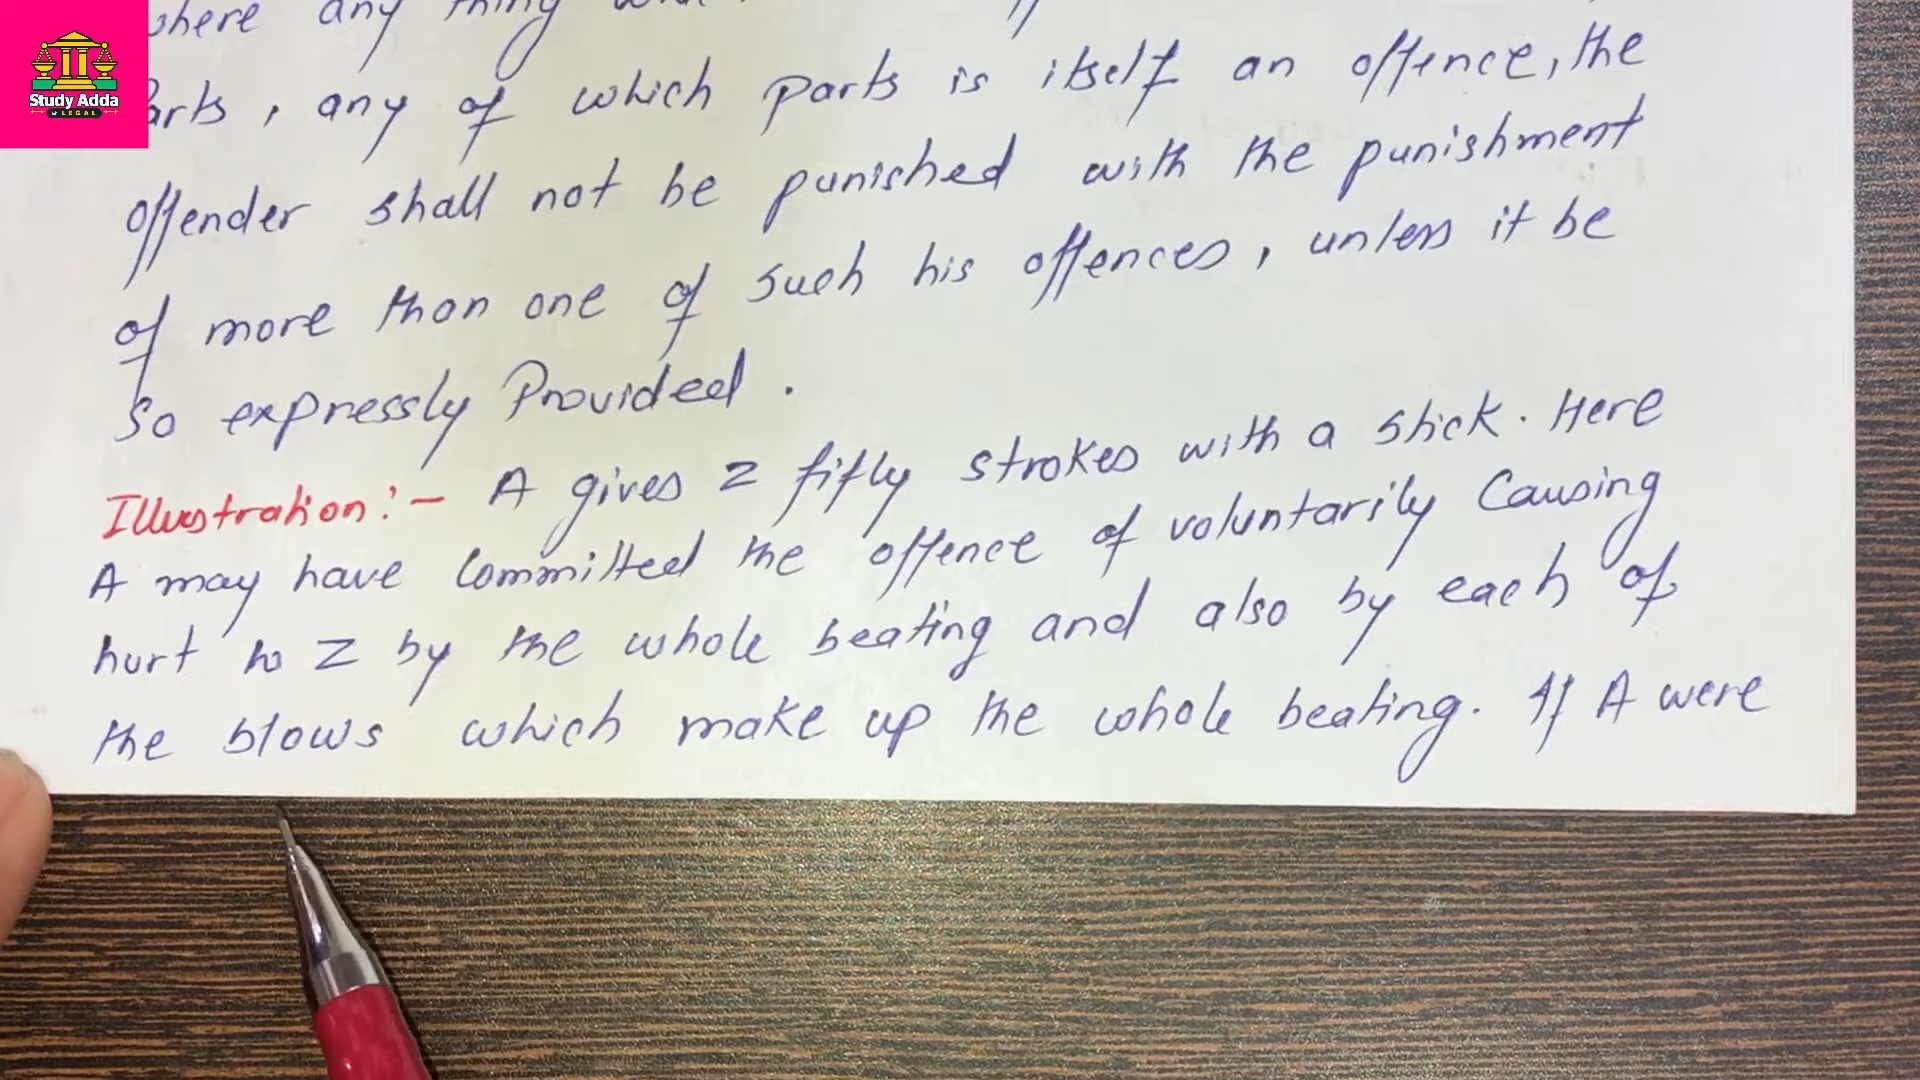 Study Adda
LEGAL
where any thing
Parts, any of which parts is itself an offence, the
offender shall not be punished with the punishment
of more than one of such his offences, unless it be
so expressly Provided.
Illustration:- A gives Z fifty strokes with a stick. Here
A may have Committed the offence of voluntarily Causing
hurt to Z by the whole beating and also by each of
the blows which make up the whole beating. If A were